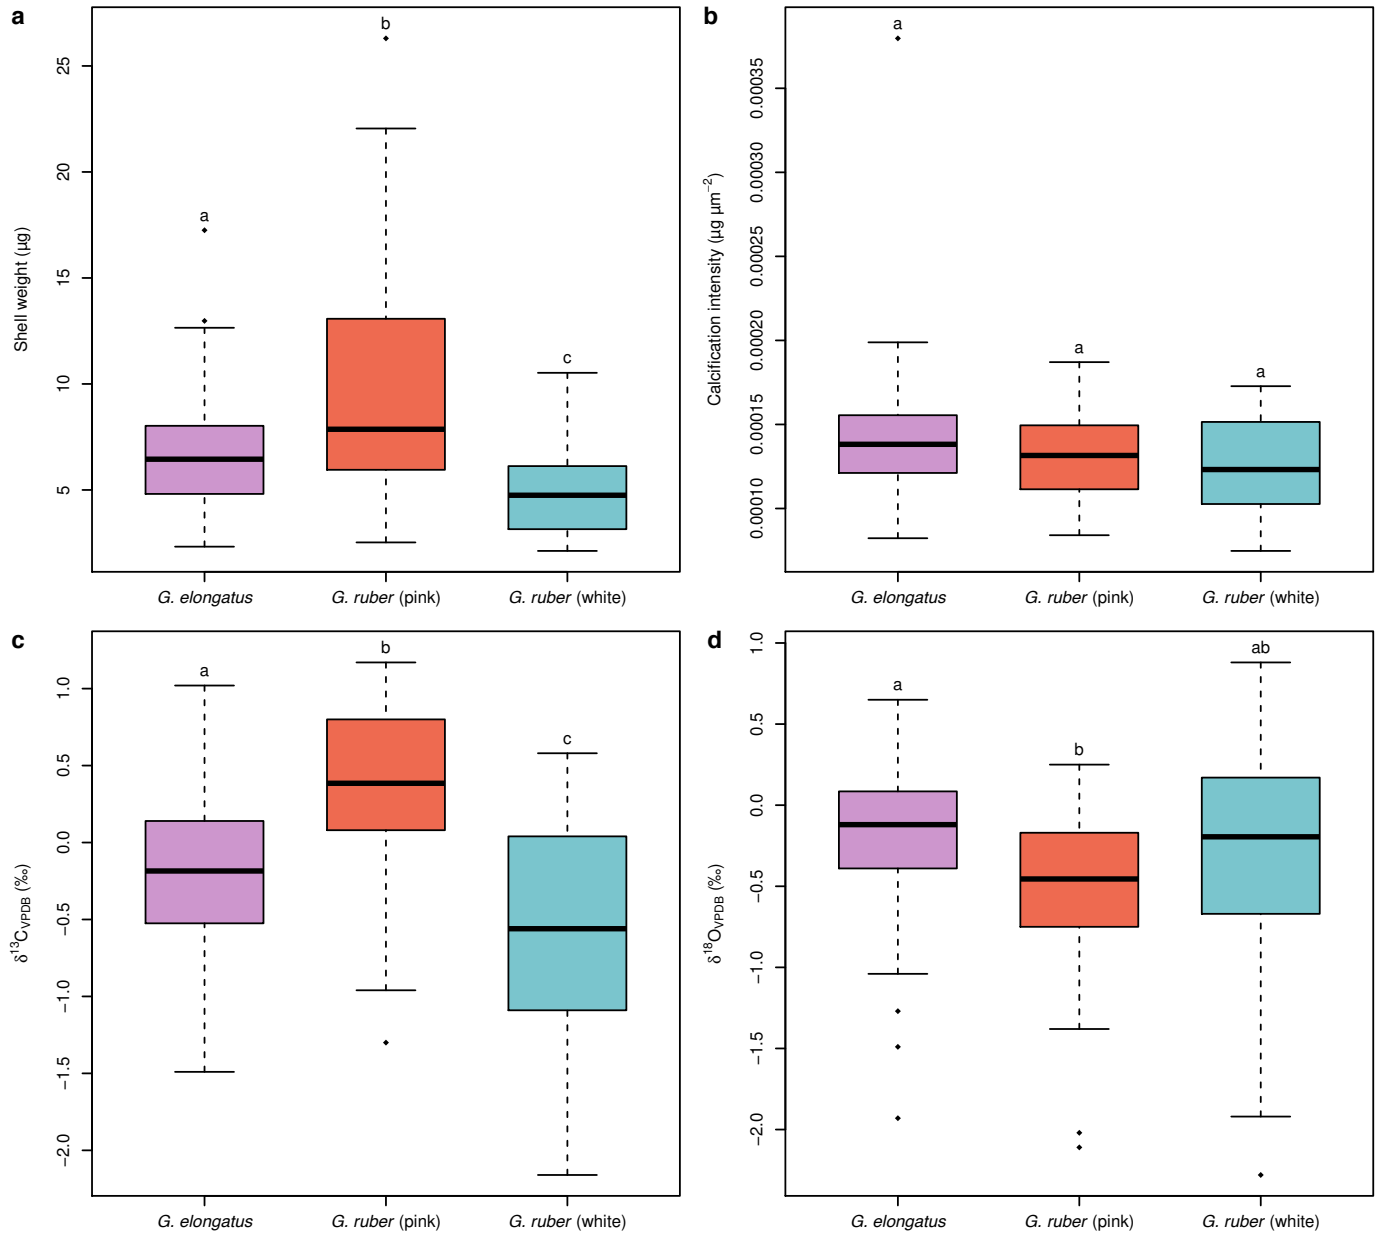 a
b
25
20
15
10
5
Shell weight (µg)
a
b
c
G. elongatus
G. ruber (pink)
G. ruber (white)
b
0.00035
0.00030
0.00025
0.00020
0.00015
0.00010
Calcification intensity (µg µm⁻²)
a
a
a
G. elongatus
G. ruber (pink)
G. ruber (white)
c
1.0
0.5
0.0
−0.5
−1.0
−1.5
−2.0
δ¹³C_VPDB (‰)
a
b
c
G. elongatus
G. ruber (pink)
G. ruber (white)
d
1.0
0.5
0.0
−0.5
−1.0
−1.5
−2.0
δ¹⁸O_VPDB (‰)
a
b
ab
G. elongatus
G. ruber (pink)
G. ruber (white)